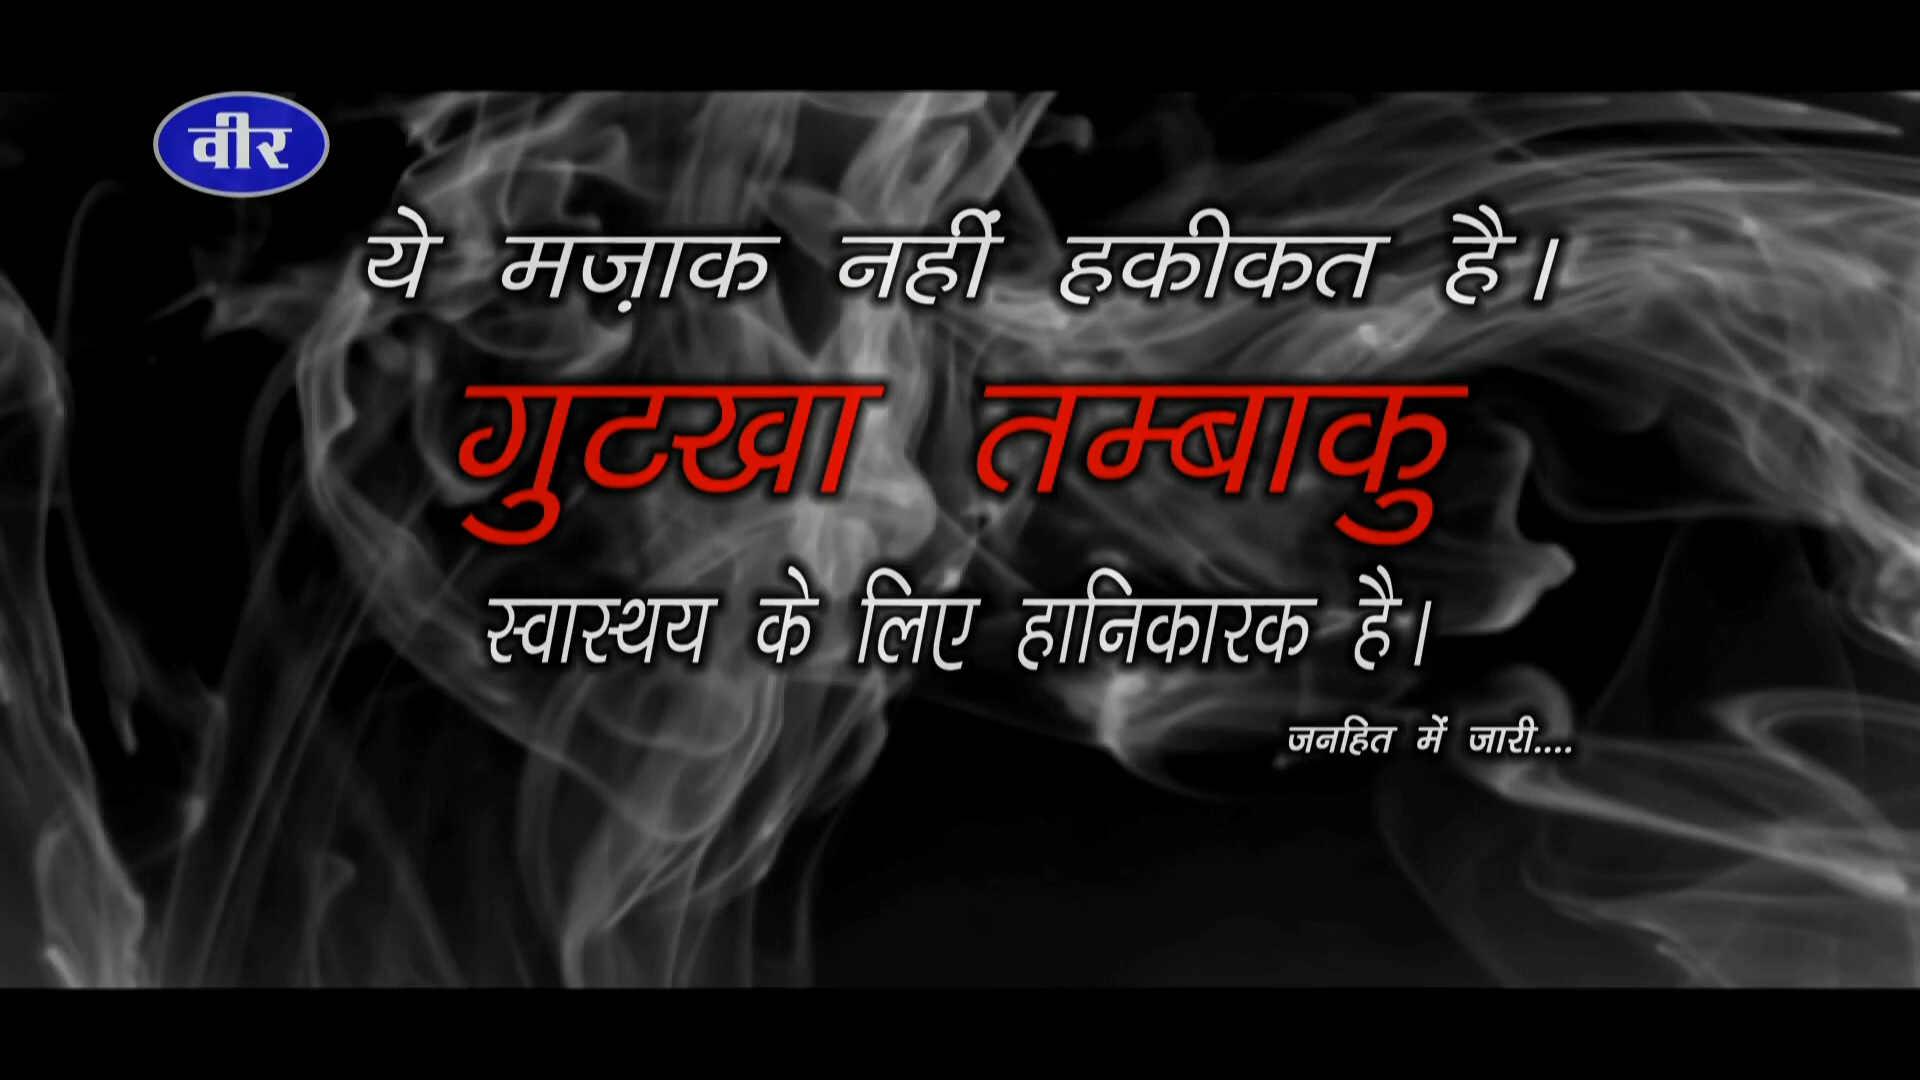 वीर
ये मज़ाक नहीं हकीकत है।
गुटखा तम्बाकु
स्वास्थय के लिए हानिकारक है।
जनहित में जारी....